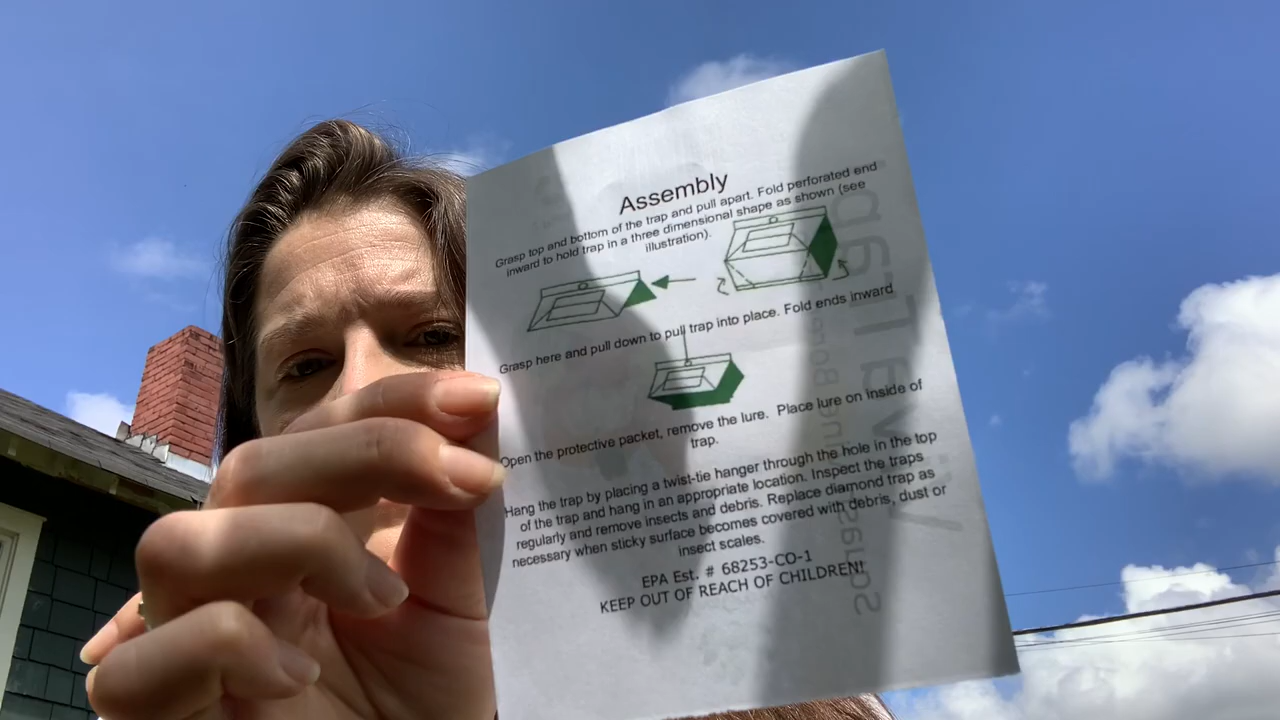 Assembly
Grasp top and bottom of the trap and pull apart. Fold perforated end
inward to hold trap in a three dimensional shape as shown (see
illustration).
Grasp here and pull down to pull trap into place. Fold ends inward
Open the protective packet, remove the lure. Place lure on inside of
trap.
Hang the trap by placing a twist-tie hanger through the hole in the top
of the trap and hang in an appropriate location. Inspect the traps
regularly and remove insects and debris. Replace diamond trap as
necessary when sticky surface becomes covered with debris, dust or
insect scales.
EPA Est. # 68253-CO-1
KEEP OUT OF REACH OF CHILDREN!